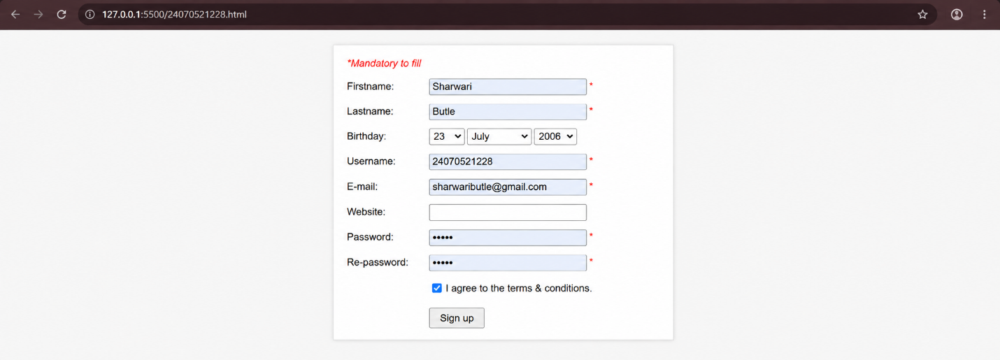 127.0.0.1:5500/24070521228.html
*Mandatory to fill
Firstname: Sharwari *
Lastname: Butle *
Birthday: 23 July 2006
Username: 24070521228 *
E-mail: sharwaributle@gmail.com *
Website:
Password: ••••• *
Re-password: ••••• *
I agree to the terms & conditions.
Sign up